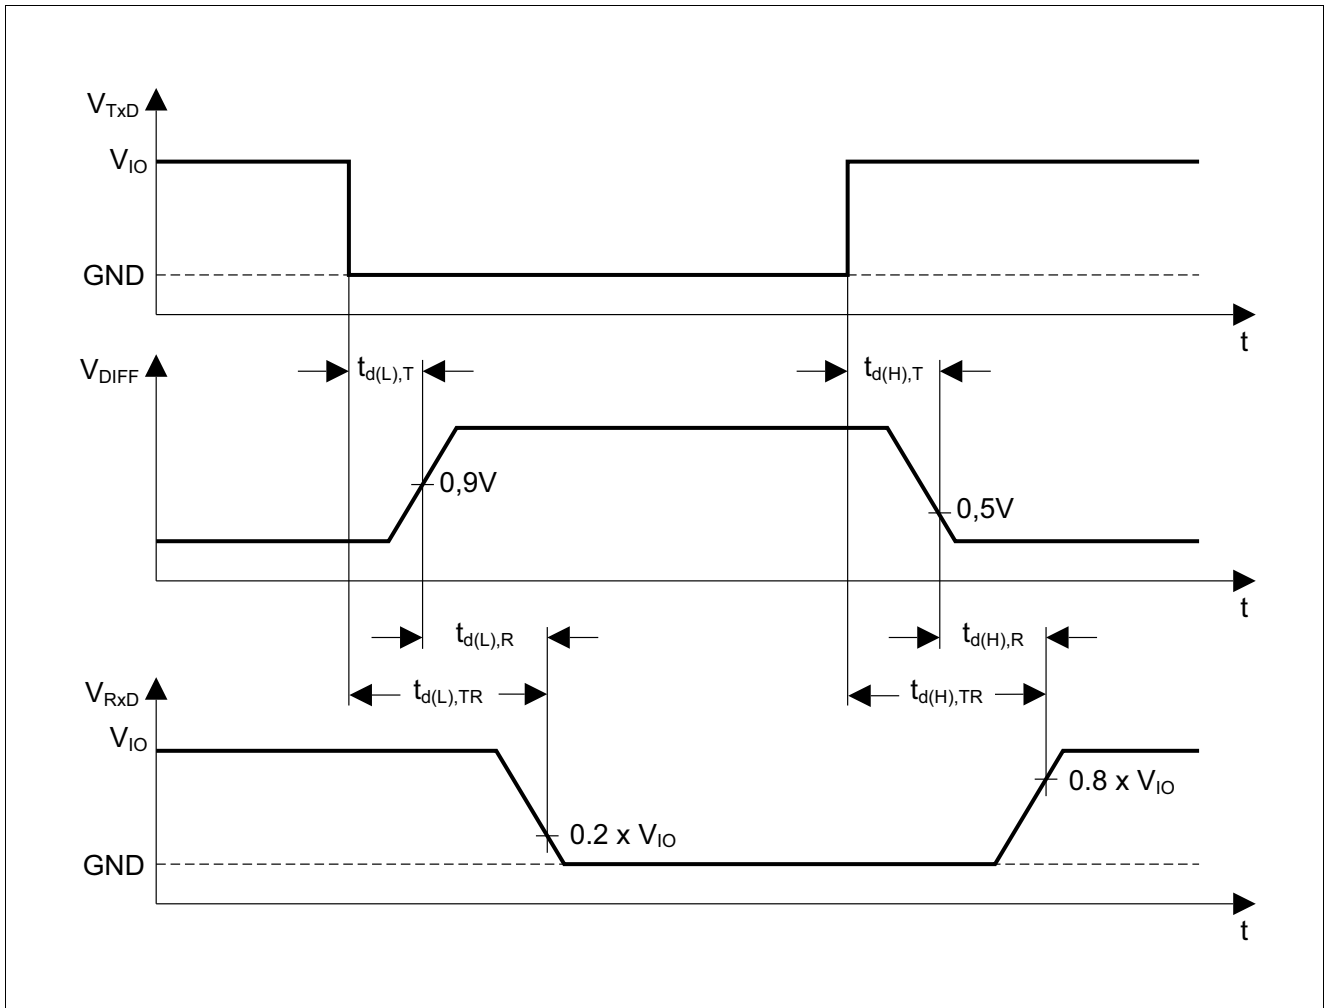 VTxD
VIO
GND
t
VDIFF
td(L),T
td(H),T
0,9V
0,5V
t
td(L),R
td(H),R
td(L),TR
td(H),TR
VRxD
VIO
0.8 x VIO
0.2 x VIO
GND
t